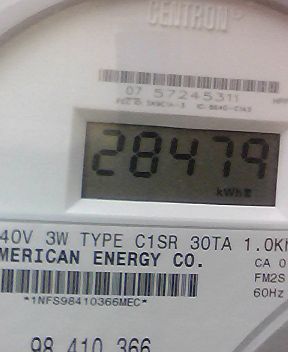 CENTRON®
07 57245311
28479
kWh
40V 3W TYPE C1SR 30TA 1.0K
MERICAN ENERGY CO.
CA 0
FM2S
*1NFS98410366MEC*
60Hz
98 410 366